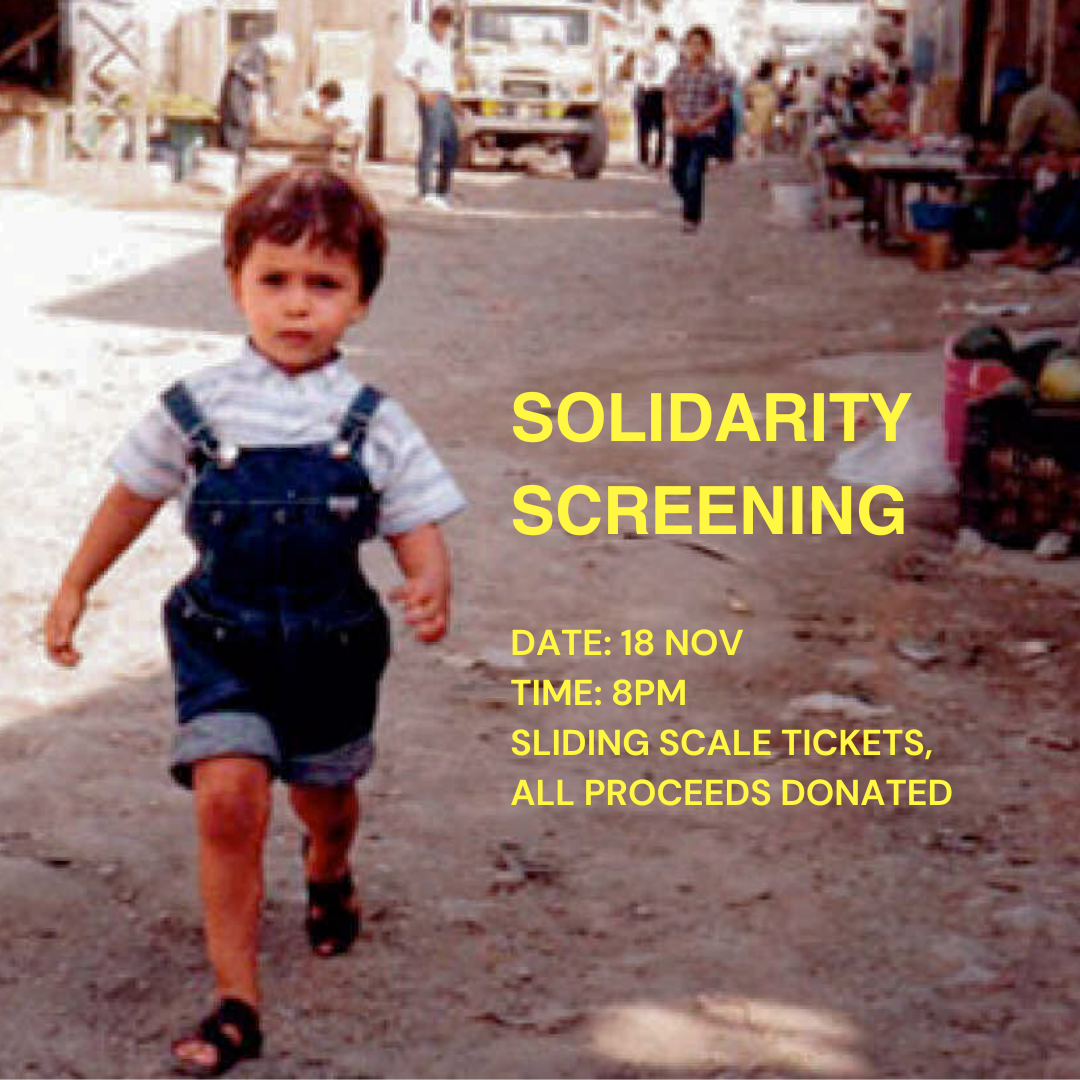 SOLIDARITY
SCREENING
DATE: 18 NOV
TIME: 8PM
SLIDING SCALE TICKETS,
ALL PROCEEDS DONATED